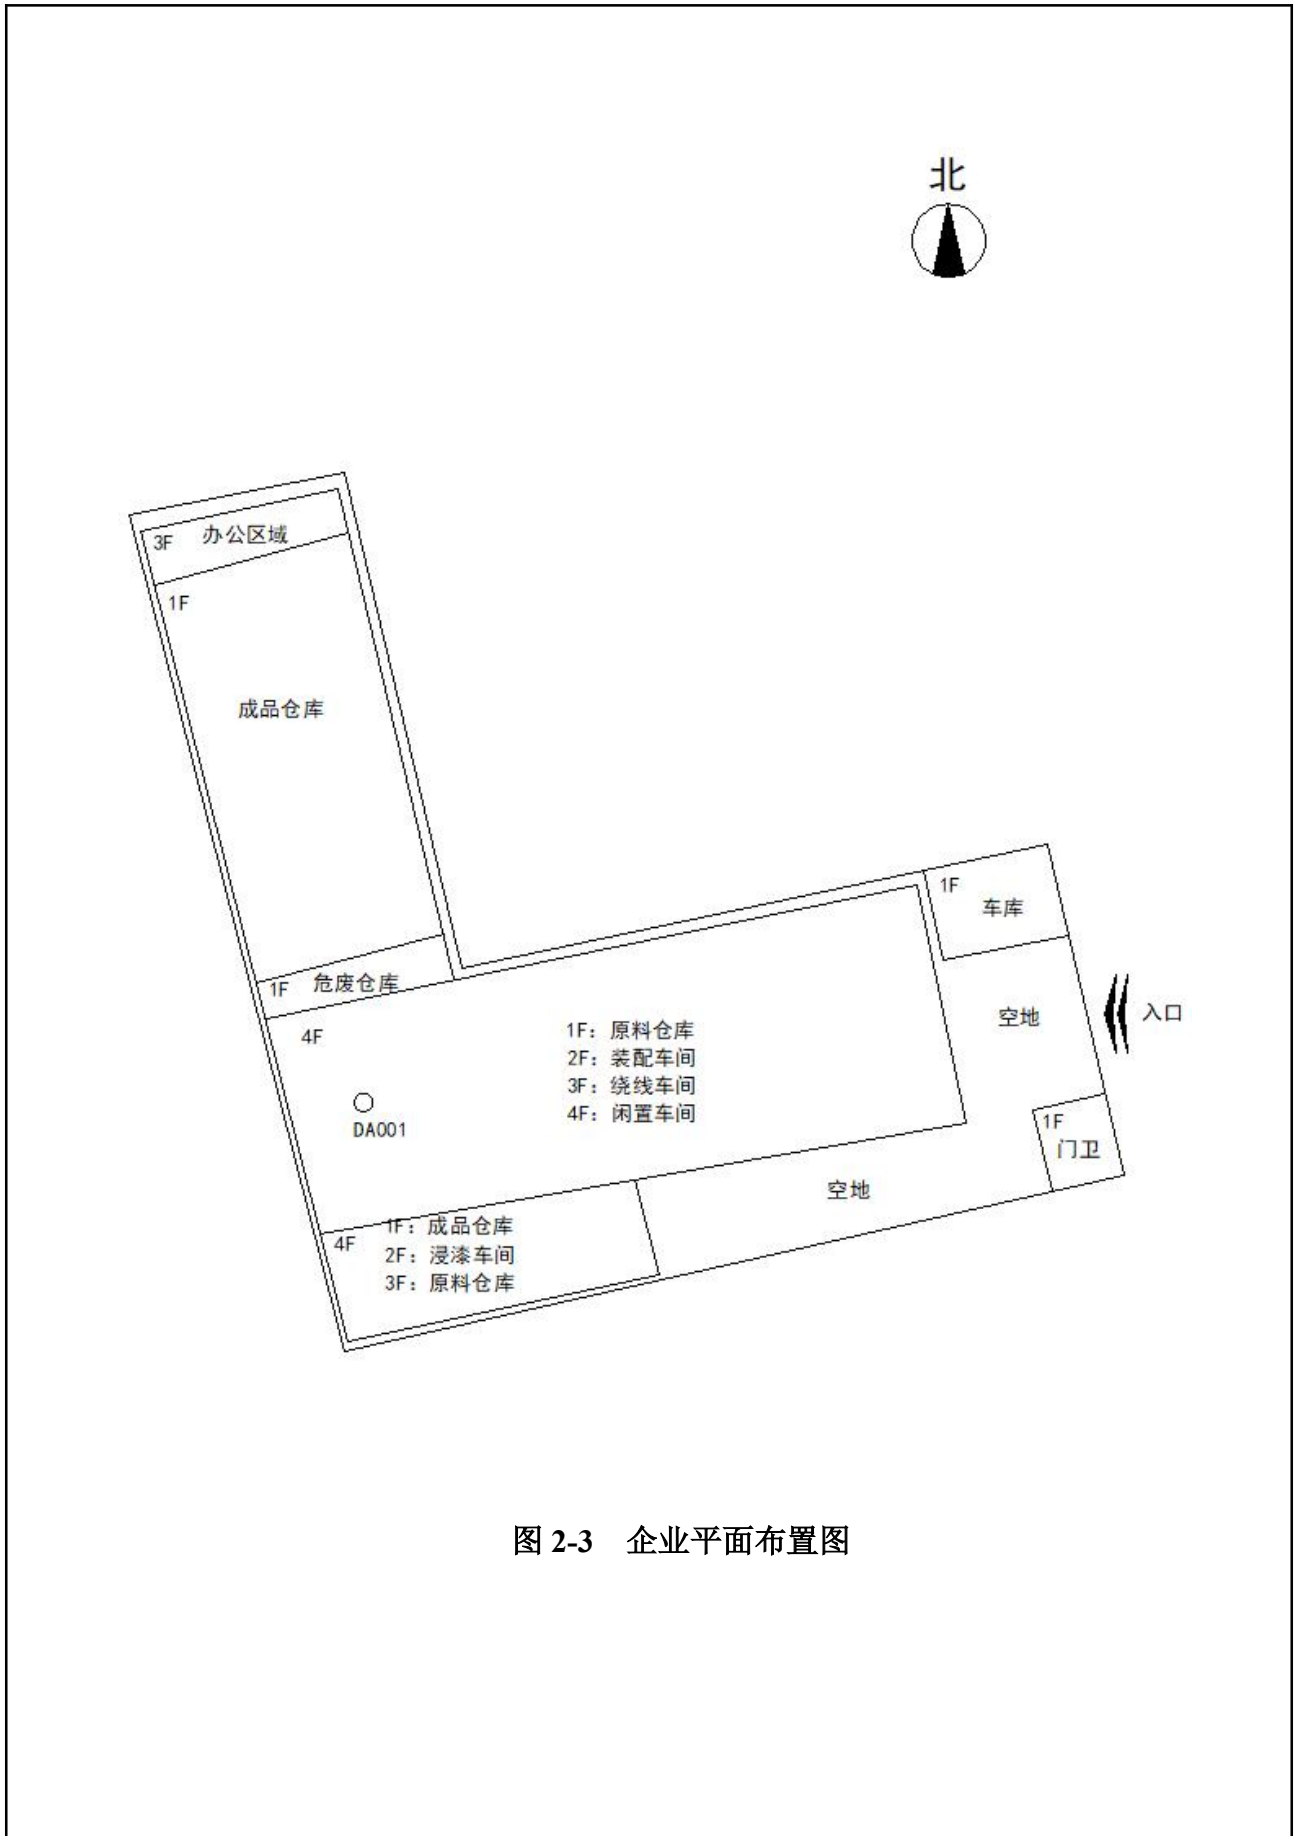 北
3F 办公区域
1F
成品仓库
1F 危废仓库
1F
车库
空地
入口
4F
1F：原料仓库
2F：装配车间
3F：绕线车间
4F：闲置车间
DA001
1F
门卫
空地
4F
1F：成品仓库
2F：浸漆车间
3F：原料仓库
图 2-3 企业平面布置图